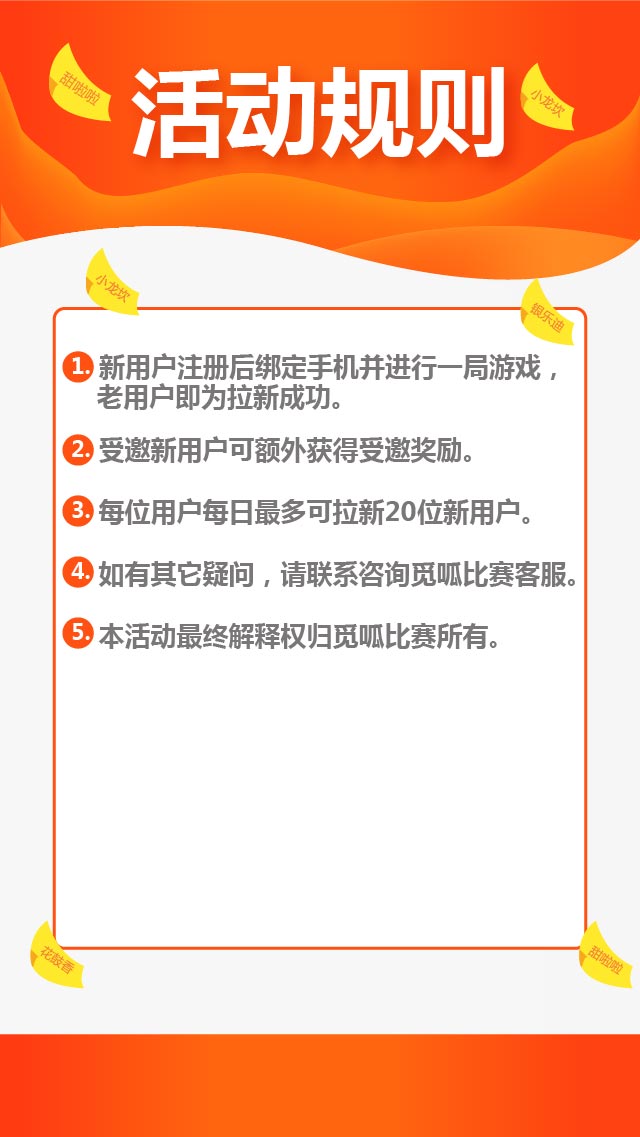 甜啦啦
活动规则
小龙坎
小龙坎
银乐迪
1. 新用户注册后绑定手机并进行一局游戏，
老用户即为拉新成功。
2. 受邀新用户可额外获得受邀奖励。
3. 每位用户每日最多可拉新20位新用户。
4. 如有其它疑问，请联系咨询觅呱比赛客服。
5. 本活动最终解释权归觅呱比赛所有。
花鼓香
甜啦啦